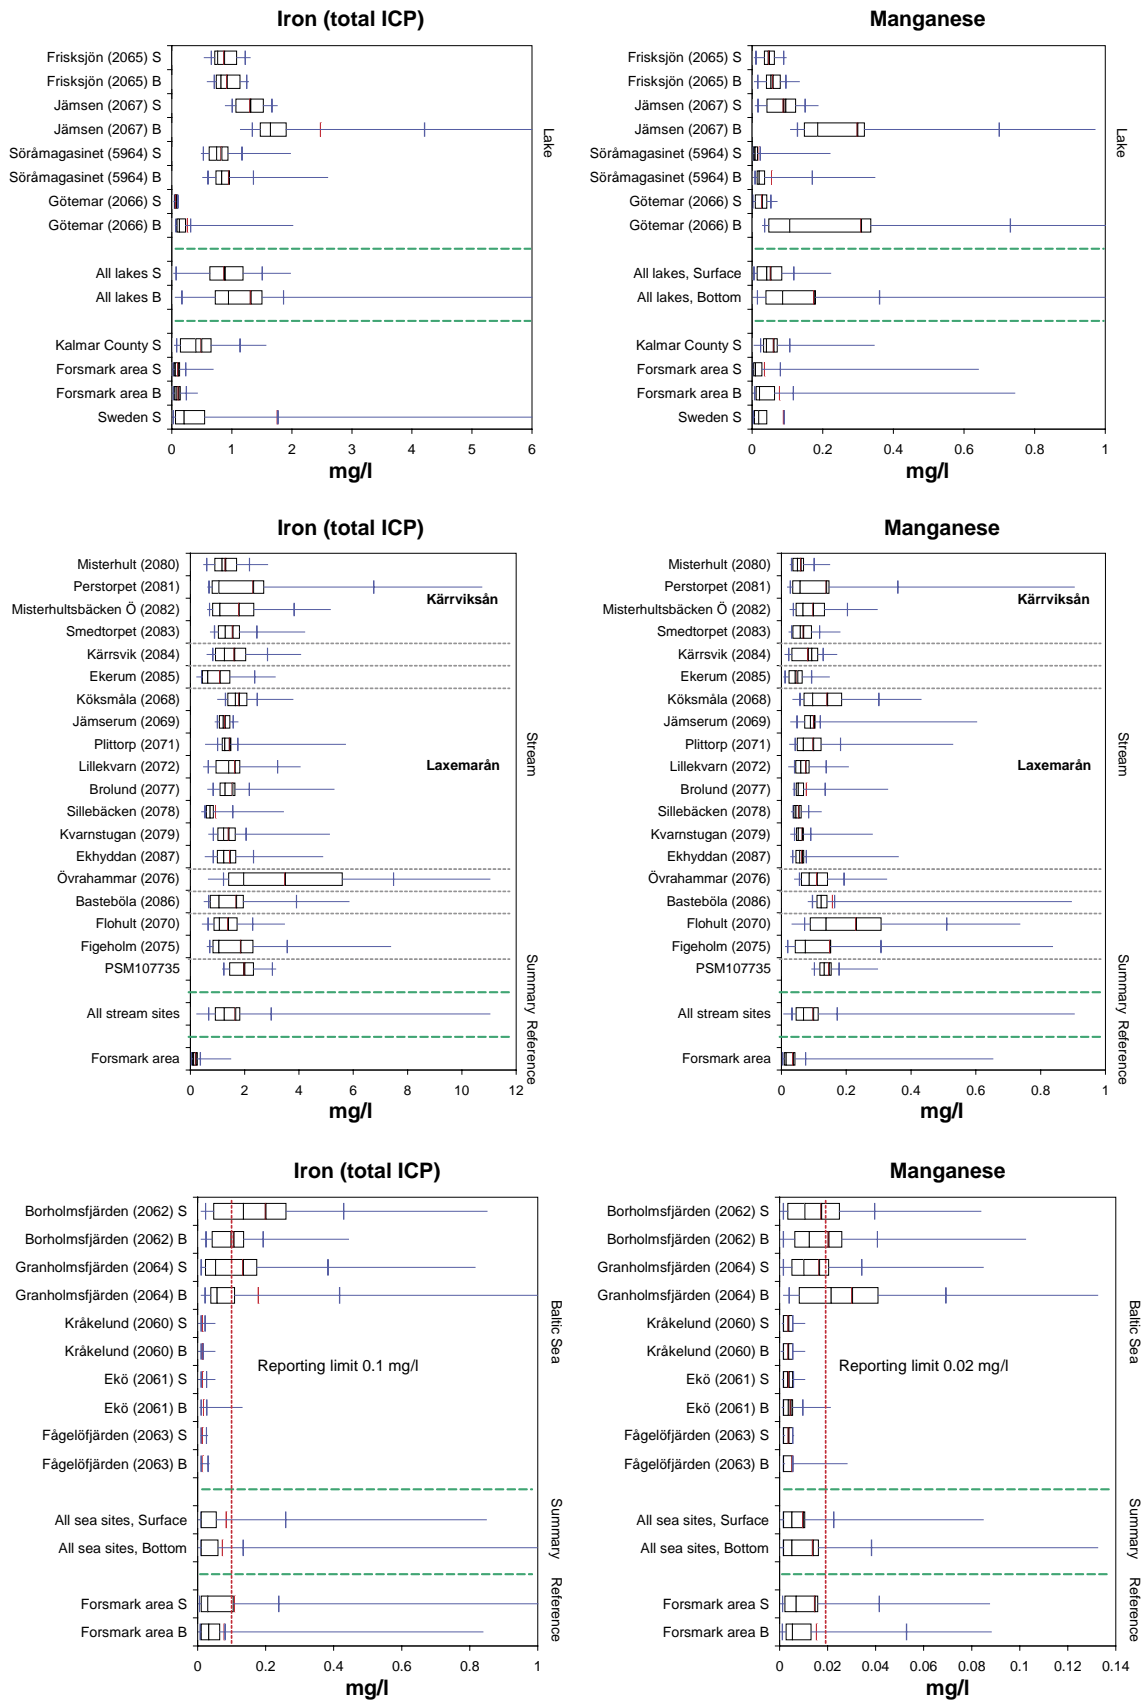 Iron (total ICP)
Frisksjön (2065) S
Frisksjön (2065) B
Jämsen (2067) S
Jämsen (2067) B
Söråmagasinet (5964) S
Söråmagasinet (5964) B
Götemar (2066) S
Götemar (2066) B
All lakes S
All lakes B
Kalmar County S
Forsmark area S
Forsmark area B
Sweden S
0 1 2 3 4 5 6
mg/l
Lake
Manganese
Frisksjön (2065) S
Frisksjön (2065) B
Jämsen (2067) S
Jämsen (2067) B
Söråmagasinet (5964) S
Söråmagasinet (5964) B
Götemar (2066) S
Götemar (2066) B
All lakes, Surface
All lakes, Bottom
Kalmar County S
Forsmark area S
Forsmark area B
Sweden S
0 0.2 0.4 0.6 0.8 1
mg/l
Lake
Iron (total ICP)
Misterhult (2080)
Perstorpet (2081)
Kärrviksån
Misterhultsbäcken Ö (2082)
Smedtorpet (2083)
Kärrsvik (2084)
Ekerum (2085)
Köksmåla (2068)
Jämserum (2069)
Plittorp (2071)
Lillekvarn (2072)
Laxemarån
Brolund (2077)
Sillebäcken (2078)
Kvarnstugan (2079)
Ekhyddan (2087)
Övrahammar (2076)
Basteböla (2086)
Flohult (2070)
Figeholm (2075)
PSM107735
All stream sites
Forsmark area
0 2 4 6 8 10 12
mg/l
Stream
Summary
Reference
Manganese
Misterhult (2080)
Perstorpet (2081)
Kärrviksån
Misterhultsbäcken Ö (2082)
Smedtorpet (2083)
Kärrsvik (2084)
Ekerum (2085)
Köksmåla (2068)
Jämserum (2069)
Plittorp (2071)
Lillekvarn (2072)
Laxemarån
Brolund (2077)
Sillebäcken (2078)
Kvarnstugan (2079)
Ekhyddan (2087)
Övrahammar (2076)
Basteböla (2086)
Flohult (2070)
Figeholm (2075)
PSM107735
All stream sites
Forsmark area
0 0.2 0.4 0.6 0.8 1
mg/l
Stream
Summary
Reference
Iron (total ICP)
Borholmsfjärden (2062) S
Borholmsfjärden (2062) B
Granholmsfjärden (2064) S
Granholmsfjärden (2064) B
Kråkelund (2060) S
Kråkelund (2060) B
Reporting limit 0.1 mg/l
Ekö (2061) S
Ekö (2061) B
Fågelöfjärden (2063) S
Fågelöfjärden (2063) B
All sea sites, Surface
All sea sites, Bottom
Forsmark area S
Forsmark area B
0 0.2 0.4 0.6 0.8 1
mg/l
Baltic Sea
Summary
Reference
Manganese
Borholmsfjärden (2062) S
Borholmsfjärden (2062) B
Granholmsfjärden (2064) S
Granholmsfjärden (2064) B
Kråkelund (2060) S
Kråkelund (2060) B
Reporting limit 0.02 mg/l
Ekö (2061) S
Ekö (2061) B
Fågelöfjärden (2063) S
Fågelöfjärden (2063) B
All sea sites, Surface
All sea sites, Bottom
Forsmark area S
Forsmark area B
0 0.02 0.04 0.06 0.08 0.1 0.12 0.14
mg/l
Baltic Sea
Summary
Reference